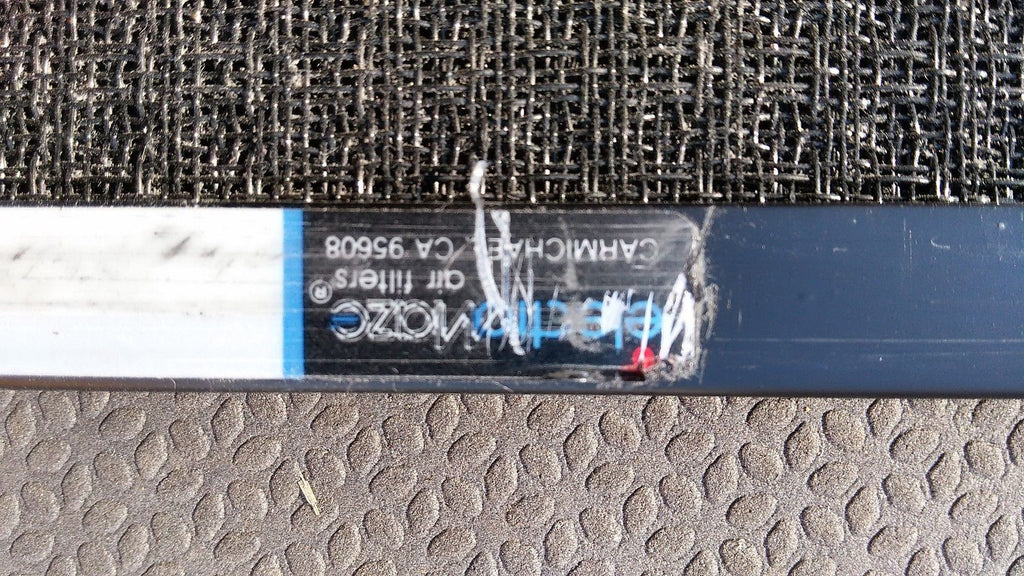 electroMaze®
air filters
CARMICHAEL, CA 95608